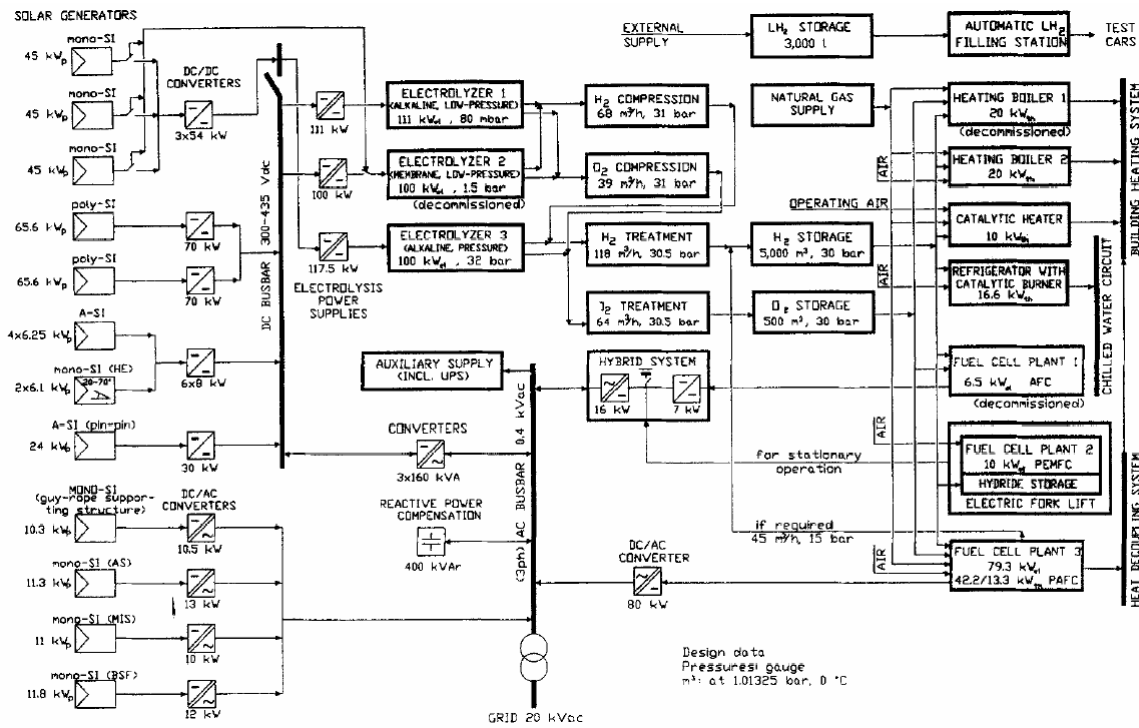 SOLAR GENERATORS
mono-SI
45 kWp
mono-SI
45 kWp
mono-SI
45 kWp
DC/DC
CONVERTERS
3x54 kW
poly-SI
65.6 kWp
70 kW
poly-SI
65.6 kWp
70 kW
A-SI
4x6.25 kWp
mono-SI (HE)
20-70°
2x6.1 kWp
6x8 kW
A-SI (pin-pin)
24 kWp
30 kW
MONO-SI
(guy-rope suppor-
ting structure)
10.3 kWp
DC/AC
CONVERTERS
10.5 kW
mono-SI (AS)
11.3 kWp
13 kW
mono-SI (MIS)
11 kWp
10 kW
mono-SI (BSF)
11.8 kWp
12 kW
DC BUSBAR 300-435 Vdc
111 kW
100 kW
117.5 kW
ELECTROLYSIS
POWER
SUPPLIES
ELECTROLYZER 1
(ALKALINE, LOW-PRESSURE)
111 kWel , 80 mbar
ELECTROLYZER 2
(MEMBRANE, LOW-PRESSURE)
100 kWel , 1.5 bar
(decommissioned)
ELECTROLYZER 3
(ALKALINE, PRESSURE)
100 kWel , 32 bar
AUXILIARY SUPPLY
(INCL. UPS)
CONVERTERS
3x160 kVA
REACTIVE POWER
COMPENSATION
400 kVAr
(3ph) AC BUSBAR 0.4 kVac
GRID 20 kVac
EXTERNAL
SUPPLY
LH2 STORAGE
3,000 l
AUTOMATIC LH2
FILLING STATION
TEST
CARS
H2 COMPRESSION
68 m³/h, 31 bar
O2 COMPRESSION
39 m³/h, 31 bar
H2 TREATMENT
118 m³/h, 30.5 bar
O2 TREATMENT
64 m³/h, 30.5 bar
NATURAL GAS
SUPPLY
H2 STORAGE
5,000 m³, 30 bar
O2 STORAGE
500 m³, 30 bar
HYBRID SYSTEM
16 kW
7 kW
for stationary
operation
if required
45 m³/h, 15 bar
DC/AC
CONVERTER
80 kW
HEATING BOILER 1
20 kWth
(decommissioned)
AIR
HEATING BOILER 2
20 kWth
OPERATING AIR
CATALYTIC HEATER
10 kWth
AIR
REFRIGERATOR WITH
CATALYTIC BURNER
16.6 kWth
FUEL CELL PLANT 1
6.5 kWel AFC
(decommissioned)
AIR
FUEL CELL PLANT 2
10 kWel PEMFC
HYDRIDE STORAGE
ELECTRIC FORK LIFT
AIR
FUEL CELL PLANT 3
79.3 kWel
42.2/13.3 kWth PAFC
BUILDING HEATING SYSTEM
CHILLED WATER CIRCUIT
HEAT DECOUPLING SYSTEM
Design data
Pressures: gauge
m³: at 1.01325 bar, 0 °C